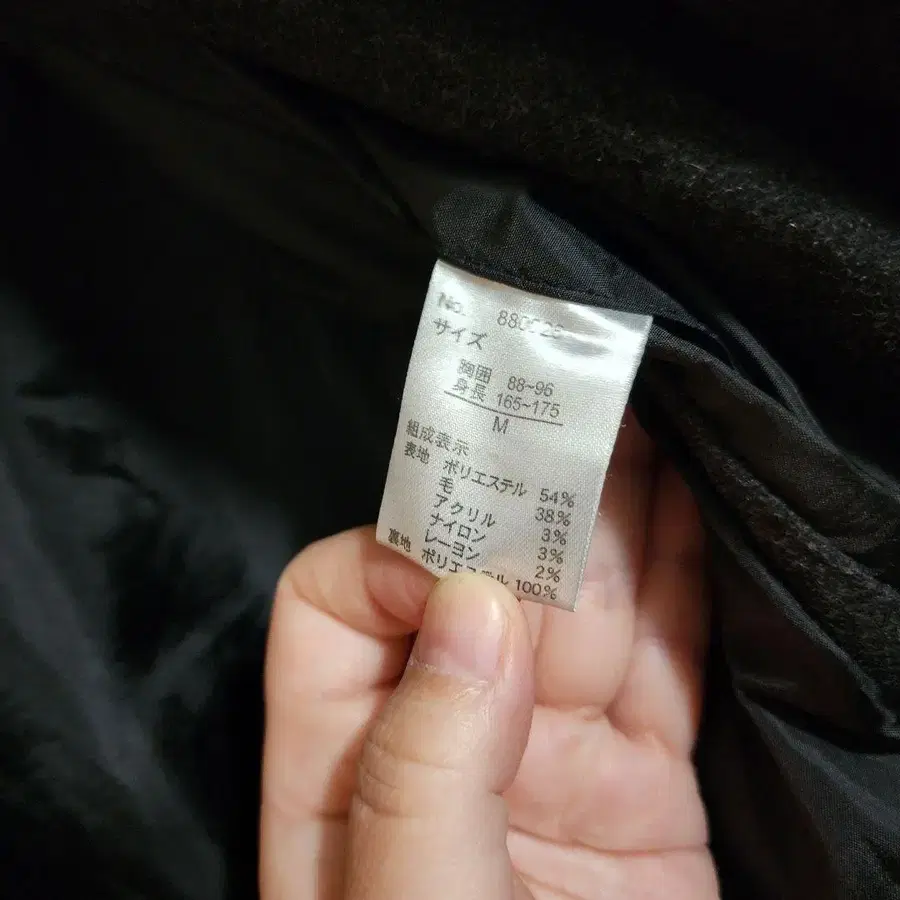 No.
サイズ
胸囲 88~96
身長 165~175
M
組成表示
表地 ポリエステル 54%
毛 38%
アクリル 3%
ナイロン 3%
レーヨン 2%
裏地 ポリエステル 100%